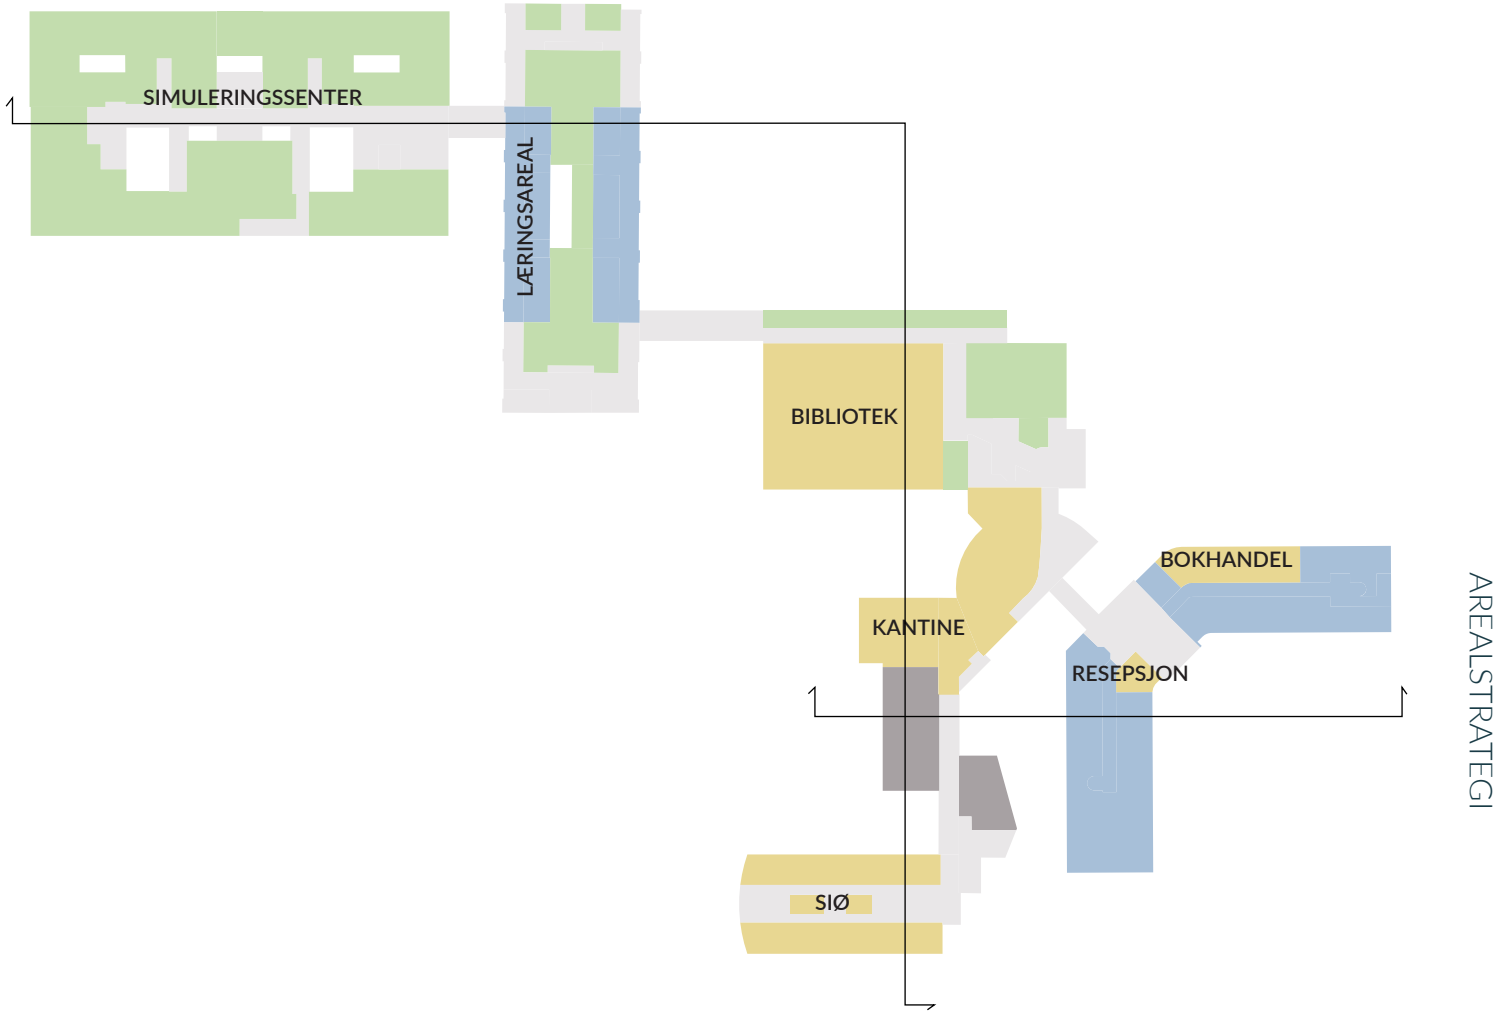 SIMULERINGSSENTER
LÆRINGSAREAL
BIBLIOTEK
BOKHANDEL
KANTINE
RESEPSJON
SIØ
AREALSTRATEGI